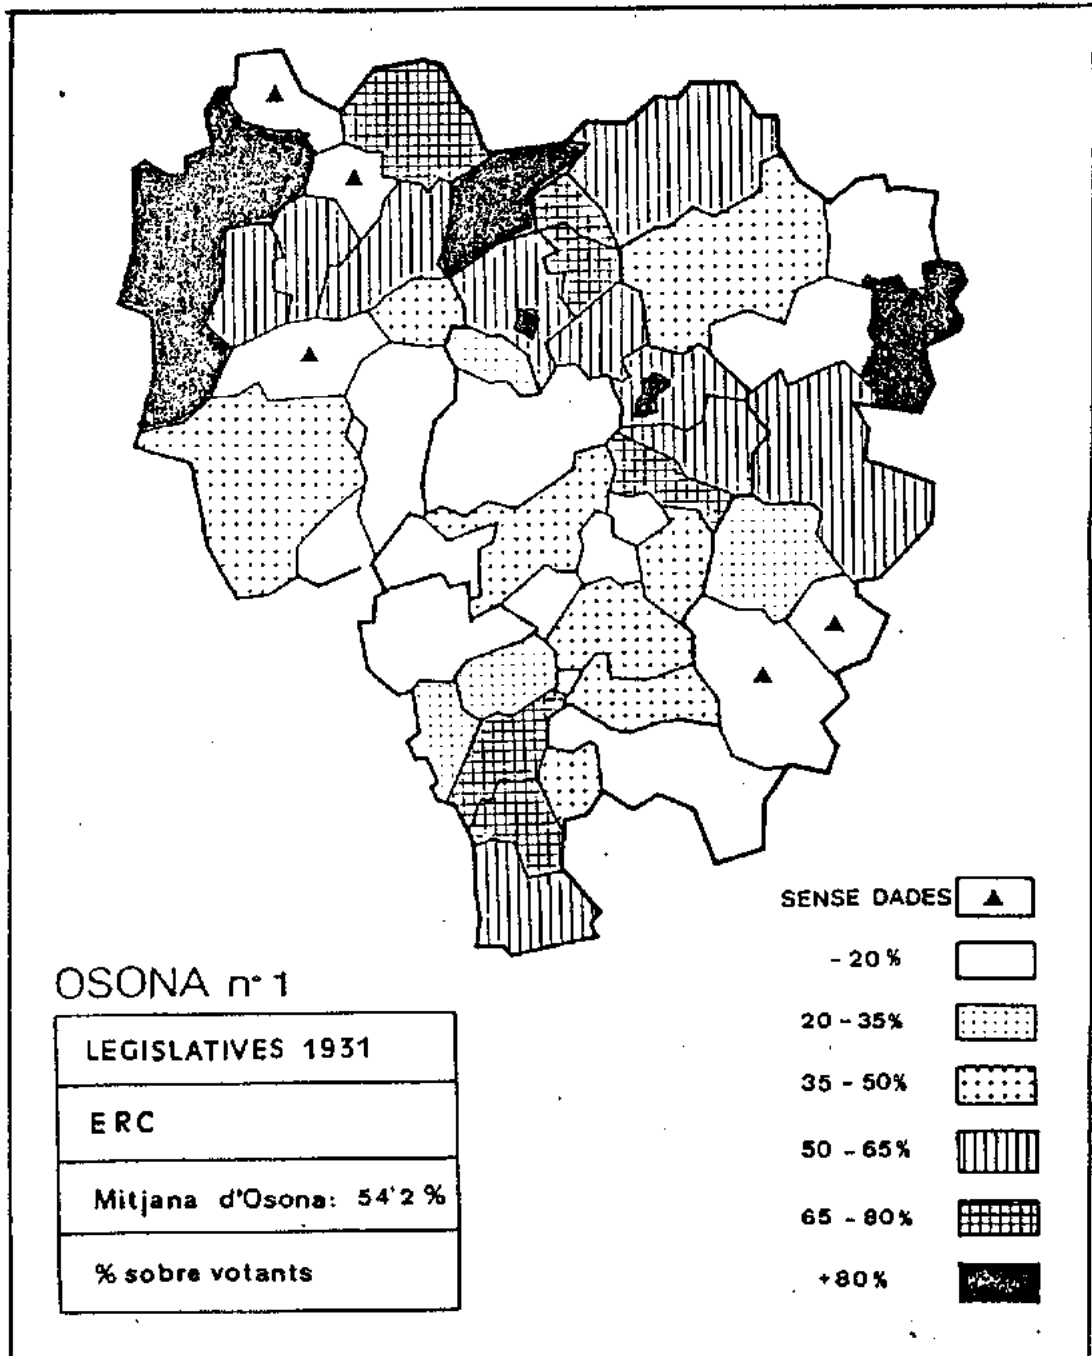 SENSE DADES
- 20 %
20 - 35%
35 - 50%
50 - 65%
65 - 80%
+80%
OSONA nº 1
LEGISLATIVES 1931
ERC
Mitjana d'Osona: 54'2 %
% sobre votants